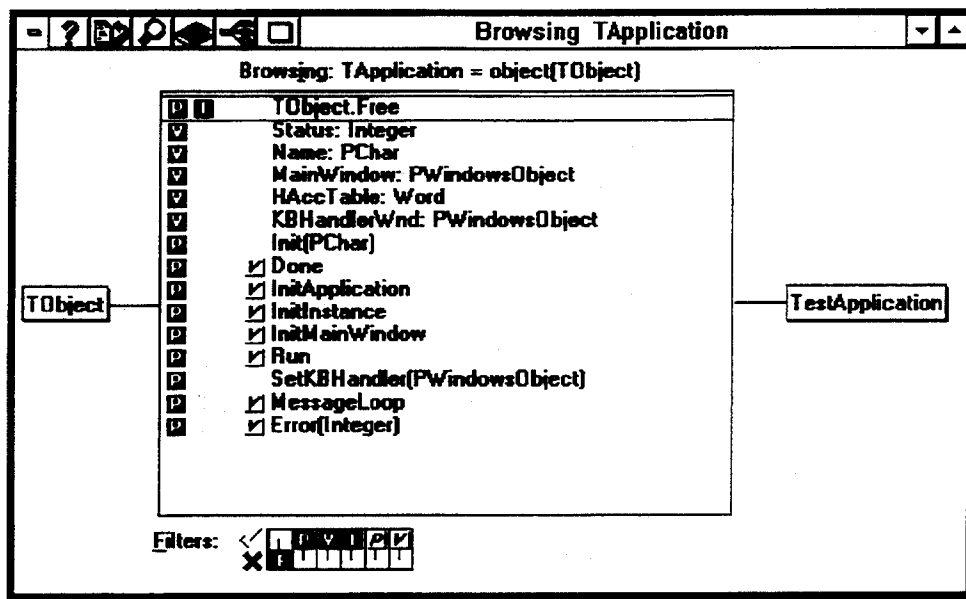 Browsing TApplication
Browsing: TApplication = object(TObject)
P I TObject.Free
V Status: Integer
V Name: PChar
V MainWindow: PWindowsObject
V HAccTable: Word
V KBHandlerWnd: PWindowsObject
P Init(PChar)
P V Done
P V InitApplication
P V InitInstance
P V InitMainWindow
P V Run
P SetKBHandler(PWindowsObject)
P V MessageLoop
P V Error(Integer)
TObject
TestApplication
Filters: P V I P V
F